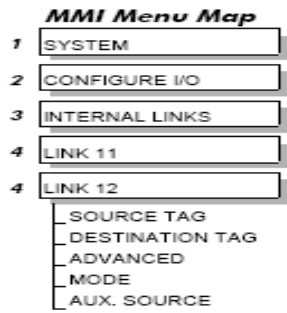 MMI Menu Map
1 SYSTEM
2 CONFIGURE I/O
3 INTERNAL LINKS
4 LINK 11
4 LINK 12
SOURCE TAG
DESTINATION TAG
ADVANCED
MODE
AUX. SOURCE